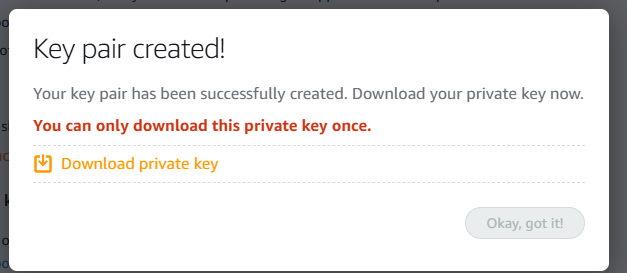 Key pair created!
Your key pair has been successfully created. Download your private key now.
You can only download this private key once.
Download private key
Okay, got it!